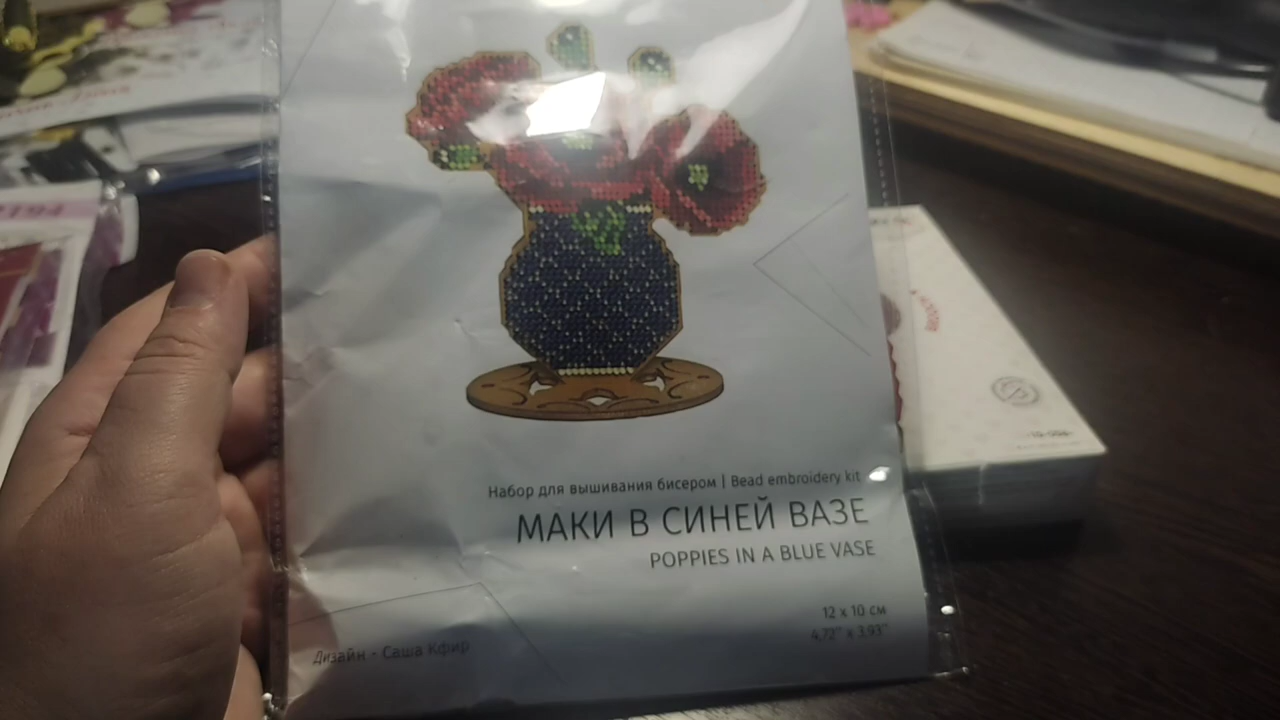 Набор для вышивания бисером | Bead embroidery kit
МАКИ В СИНЕЙ ВАЗЕ
POPPIES IN A BLUE VASE
12 x 10 см
4,72" x 3,93"
Дизайн - Саша Кфир